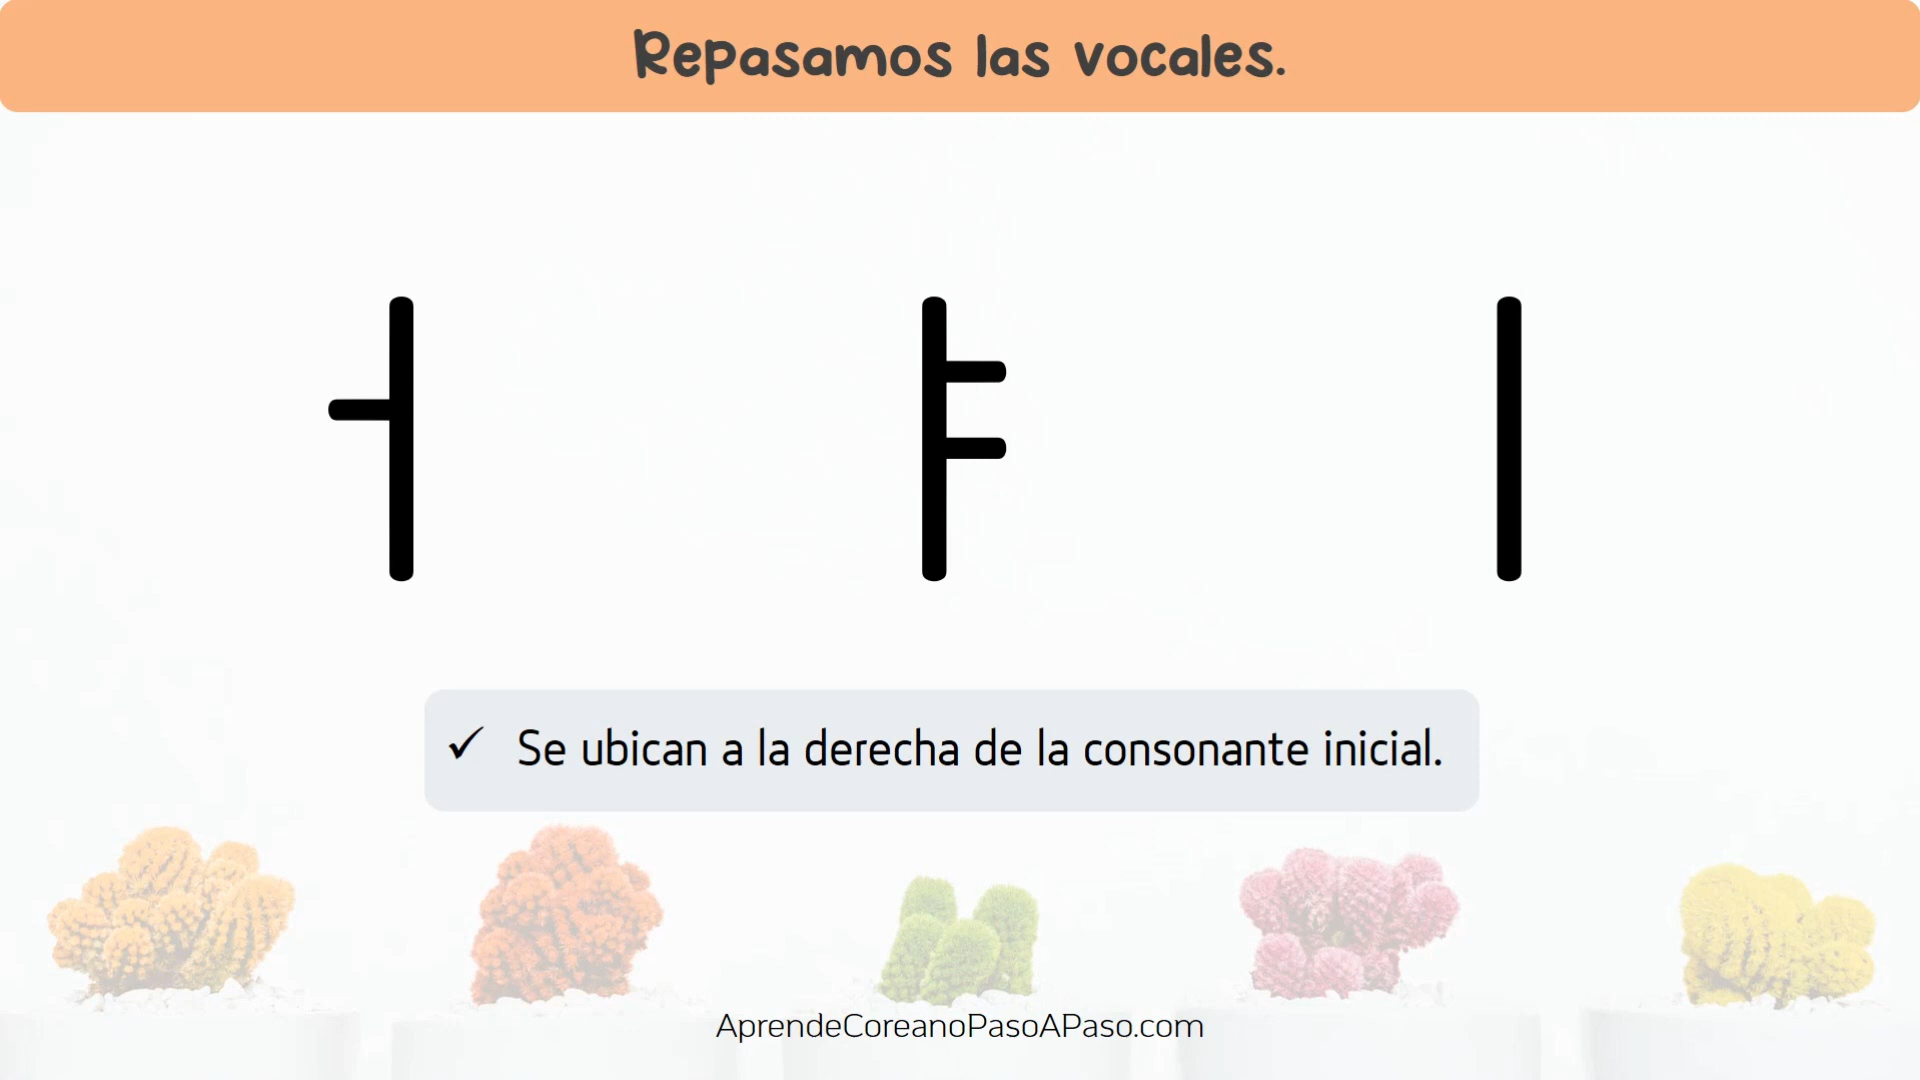 Repasamos las vocales.
ㅓ ㅑ ㅣ
✓ Se ubican a la derecha de la consonante inicial.
AprendeCoreanoPasoAPaso.com